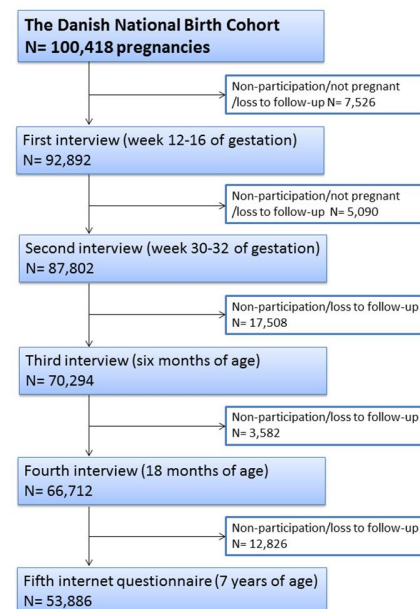 The Danish National Birth Cohort
N= 100,418 pregnancies
Non-participation/not pregnant
/loss to follow-up N= 7,526
First interview (week 12-16 of gestation)
N= 92,892
Non-participation/not pregnant
/loss to follow-up  N= 5,090
Second interview (week 30-32 of gestation)
N= 87,802
Non-participation/loss to follow-up
N= 17,508
Third interview (six months of age)
N= 70,294
Non-participation/loss to follow-up
N= 3,582
Fourth interview (18 months of age)
N= 66,712
Non-participation/loss to follow-up
N= 12,826
Fifth internet questionnaire (7 years of age)
N= 53,886